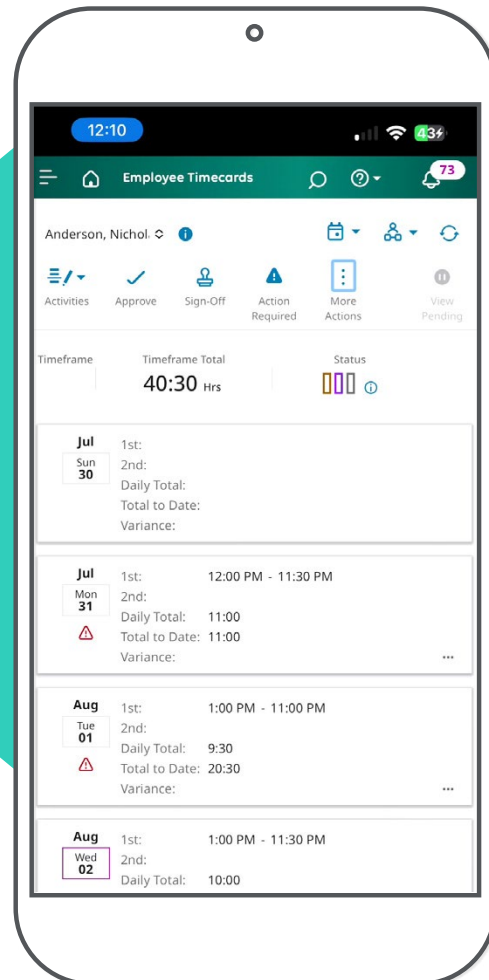 12:10
43
Employee Timecards
73
Anderson, Nichol
Activities
Approve
Sign-Off
Action
Required
More
Actions
View
Pending
Timeframe
Timeframe Total
40:30 Hrs
Status
Jul
Sun
30
1st:
2nd:
Daily Total:
Total to Date:
Variance:
Jul
Mon
31
1st: 12:00 PM - 11:30 PM
2nd:
Daily Total: 11:00
Total to Date: 11:00
Variance:
...
Aug
Tue
01
1st: 1:00 PM - 11:00 PM
2nd:
Daily Total: 9:30
Total to Date: 20:30
Variance:
...
Aug
Wed
02
1st: 1:00 PM - 11:30 PM
2nd:
Daily Total: 10:00